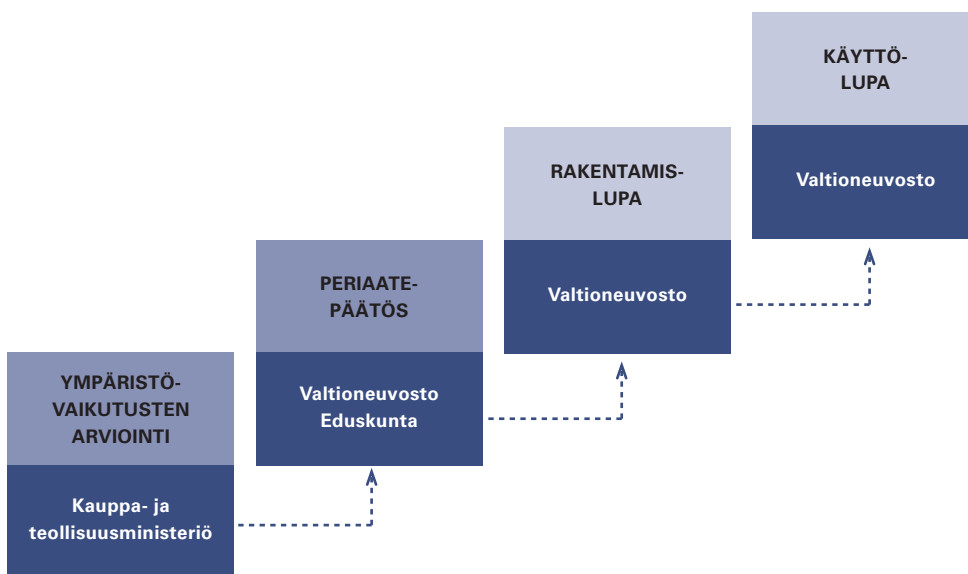 YMPÄRISTÖ-
VAIKUTUSTEN
ARVIOINTI
Kauppa- ja
teollisuusministeriö
PERIAATE-
PÄÄTÖS
Valtioneuvosto
Eduskunta
RAKENTAMIS-
LUPA
Valtioneuvosto
KÄYTTÖ-
LUPA
Valtioneuvosto